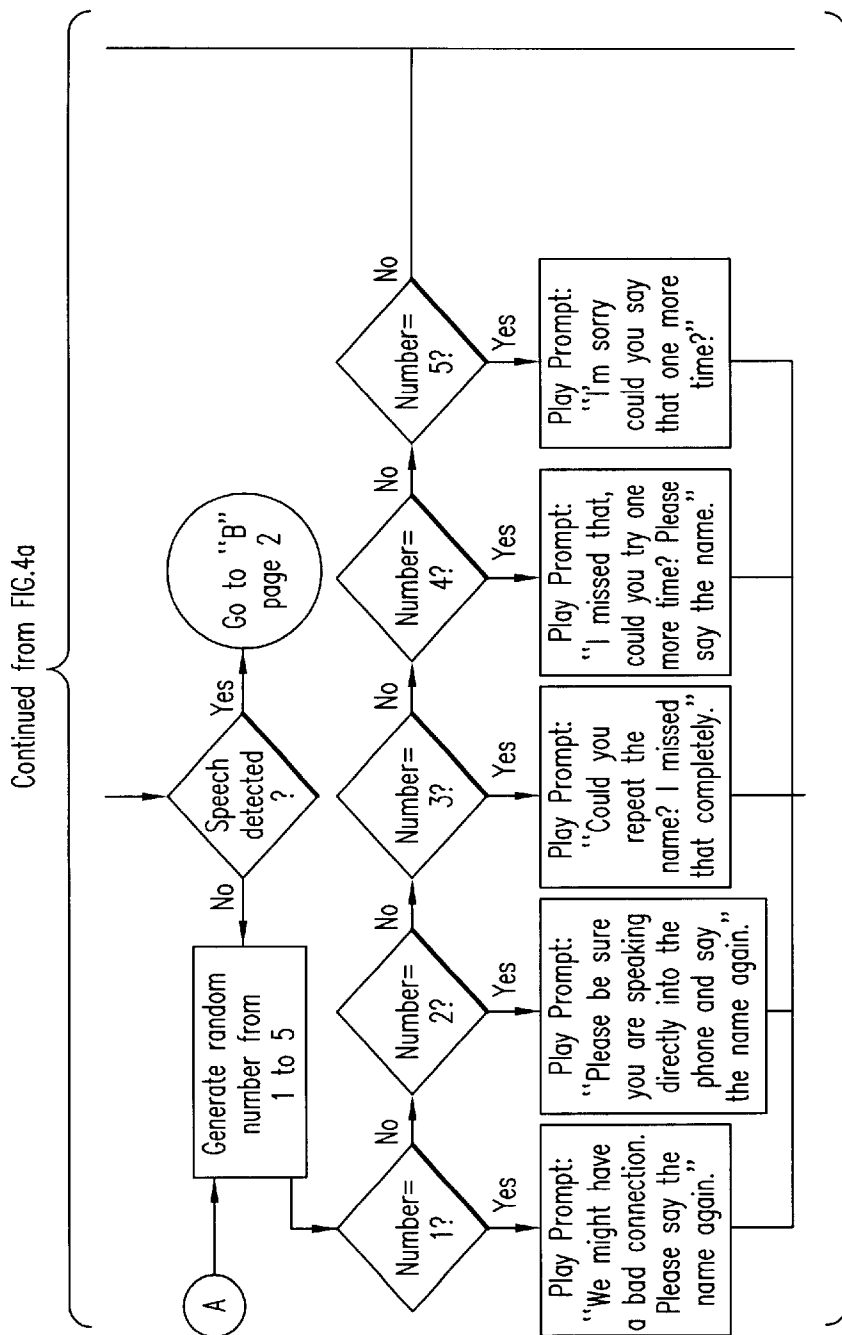 Continued from FIG.4a
Speech
detected
?
Yes
Go to "B"
page 2
No
A
Generate random
number from
1 to 5
Number=
1?
No
Number=
2?
No
Number=
3?
No
Number=
4?
No
Number=
5?
No
Yes
Yes
Yes
Yes
Yes
Play Prompt:
"We might have
a bad connection.
Please say the
name again."
Play Prompt:
"Please be sure
you are speaking
directly into the
phone and say
the name again."
Play Prompt:
"Could you
repeat the
name? I missed
that completely."
Play Prompt:
"I missed that,
could you try one
more time? Please
say the name."
Play Prompt:
"I'm sorry
could you say
that one more
time?"